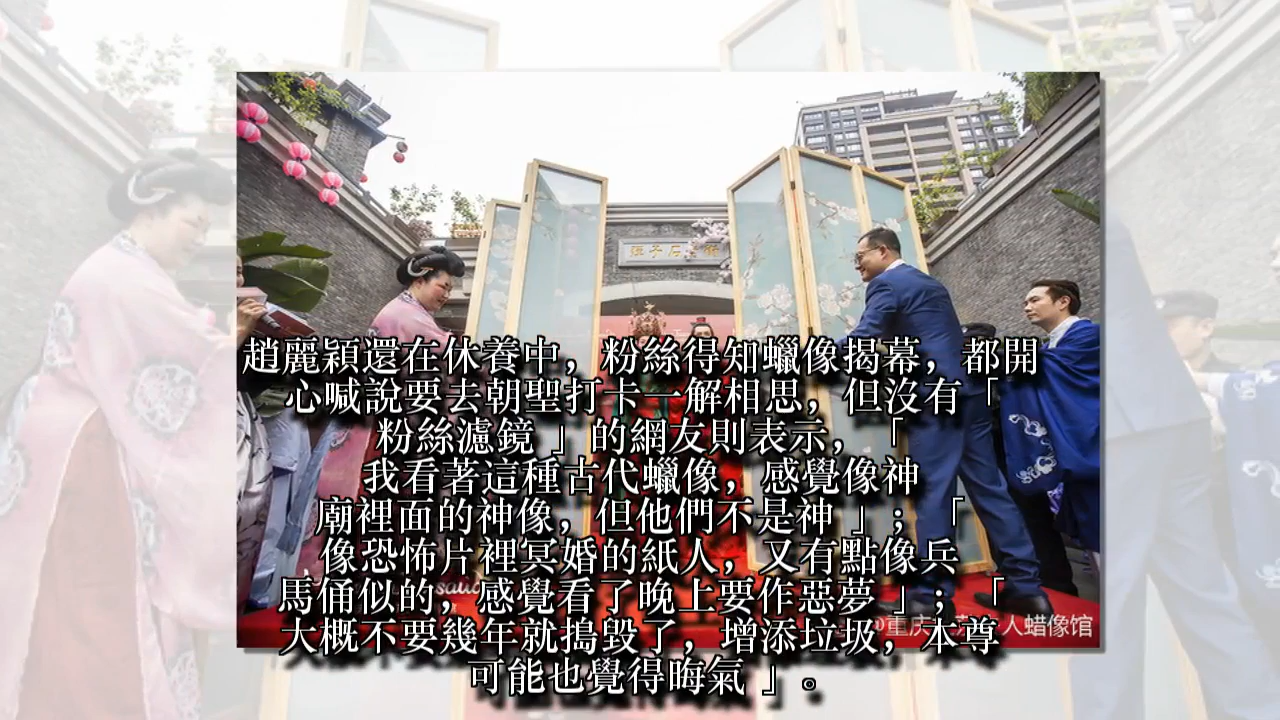 趙麗穎還在休養中，粉絲得知蠟像揭幕，都開
心喊說要去朝聖打卡一解相思，但沒有「
粉絲濾鏡 」的網友則表示，「
我看著這種古代蠟像，感覺像神
廟裡面的神像，但他們不是神 」；「
像恐怖片裡冥婚的紙人，又有點像兵
馬俑似的，感覺看了晚上要作惡夢 」；「
大概不要幾年就搗毀了，增添垃圾，本尊
可能也覺得晦氣 」。
@重庆
人蜡像馆